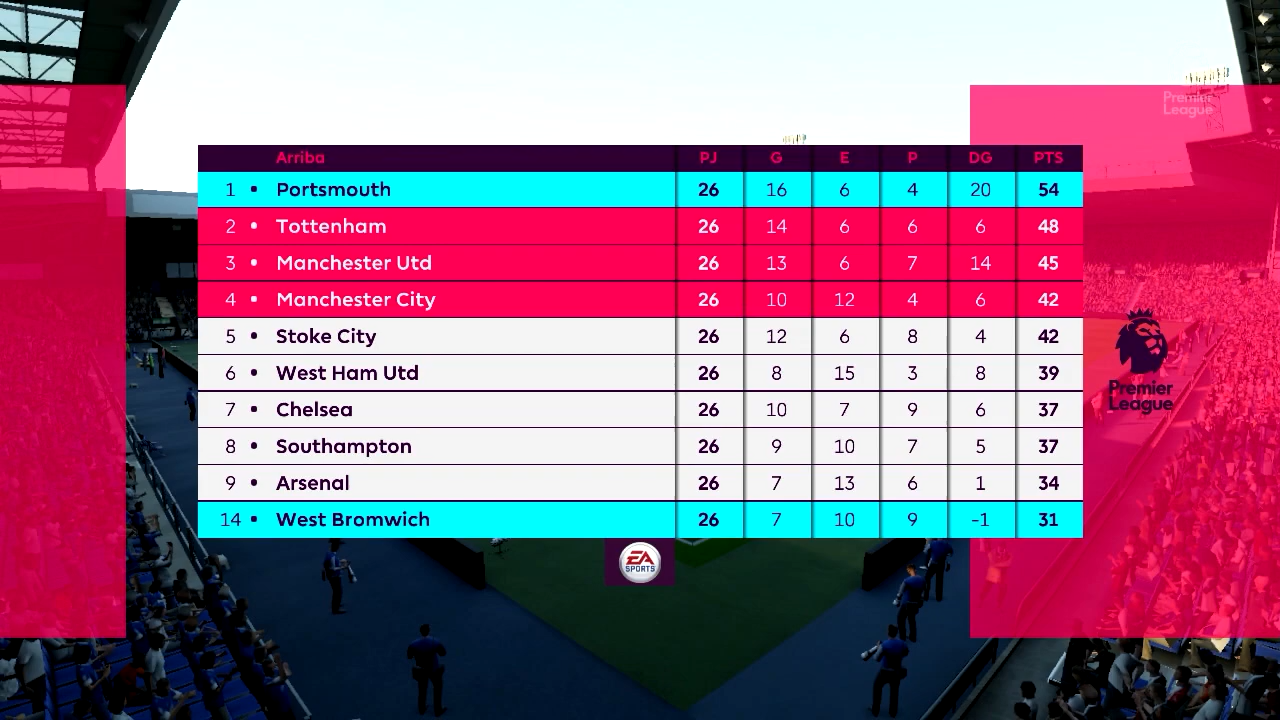 Premier
League
Arriba PJ G E P DG PTS
1 • Portsmouth 26 16 6 4 20 54
2 • Tottenham 26 14 6 6 6 48
3 • Manchester Utd 26 13 6 7 14 45
4 • Manchester City 26 10 12 4 6 42
5 • Stoke City 26 12 6 8 4 42
6 • West Ham Utd 26 8 15 3 8 39
7 • Chelsea 26 10 7 9 6 37
8 • Southampton 26 9 10 7 5 37
9 • Arsenal 26 7 13 6 1 34
14 • West Bromwich 26 7 10 9 -1 31
Premier
League
EA
SPORTS